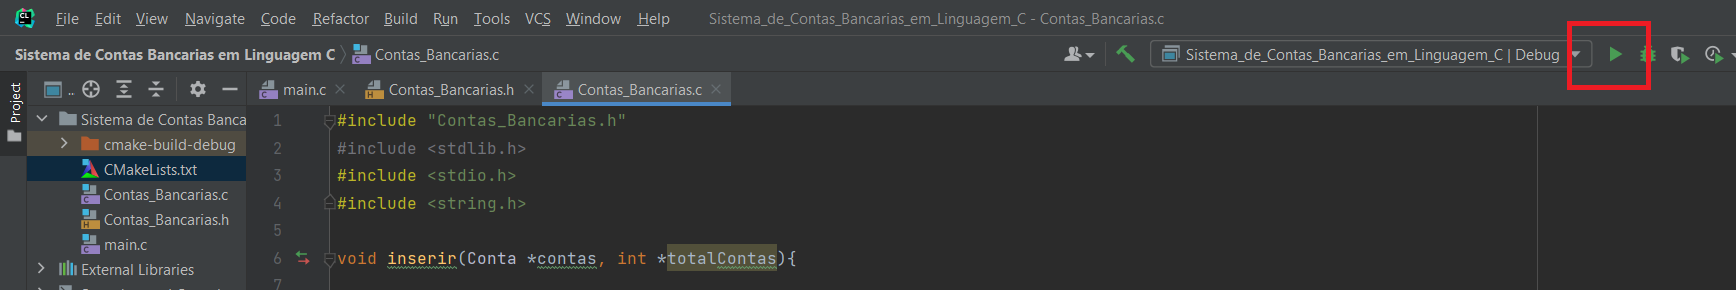 CL File Edit View Navigate Code Refactor Build Run Tools VCS Window Help Sistema_de_Contas_Bancarias_em_Linguagem_C - Contas_Bancarias.c
Sistema de Contas Bancarias em Linguagem C Contas_Bancarias.c Sistema_de_Contas_Bancarias_em_Linguagem_C | Debug
Project
.. main.c Contas_Bancarias.h Contas_Bancarias.c
Sistema de Contas Banca
cmake-build-debug
CMakeLists.txt
Contas_Bancarias.c
Contas_Bancarias.h
main.c
External Libraries
1 #include "Contas_Bancarias.h"
2 #include <stdlib.h>
3 #include <stdio.h>
4 #include <string.h>
5
6 void inserir(Conta *contas, int *totalContas){
7